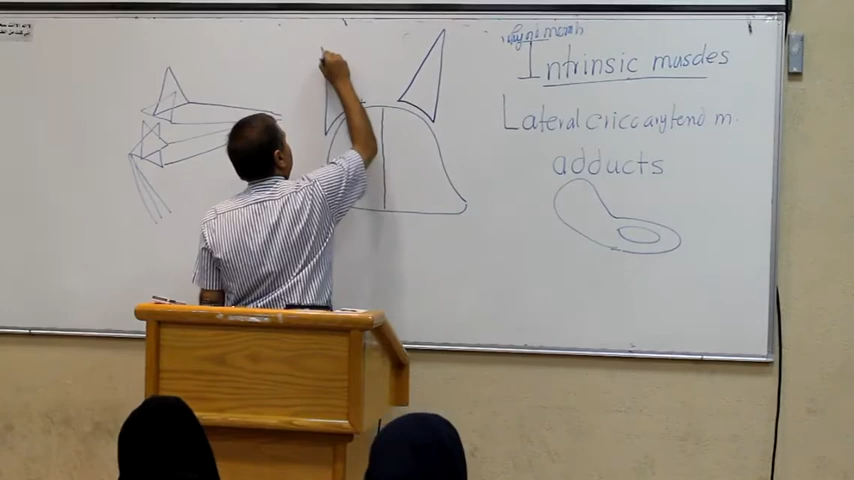 Intrinsic muscles
Lateral cricoarytend m.
adducts